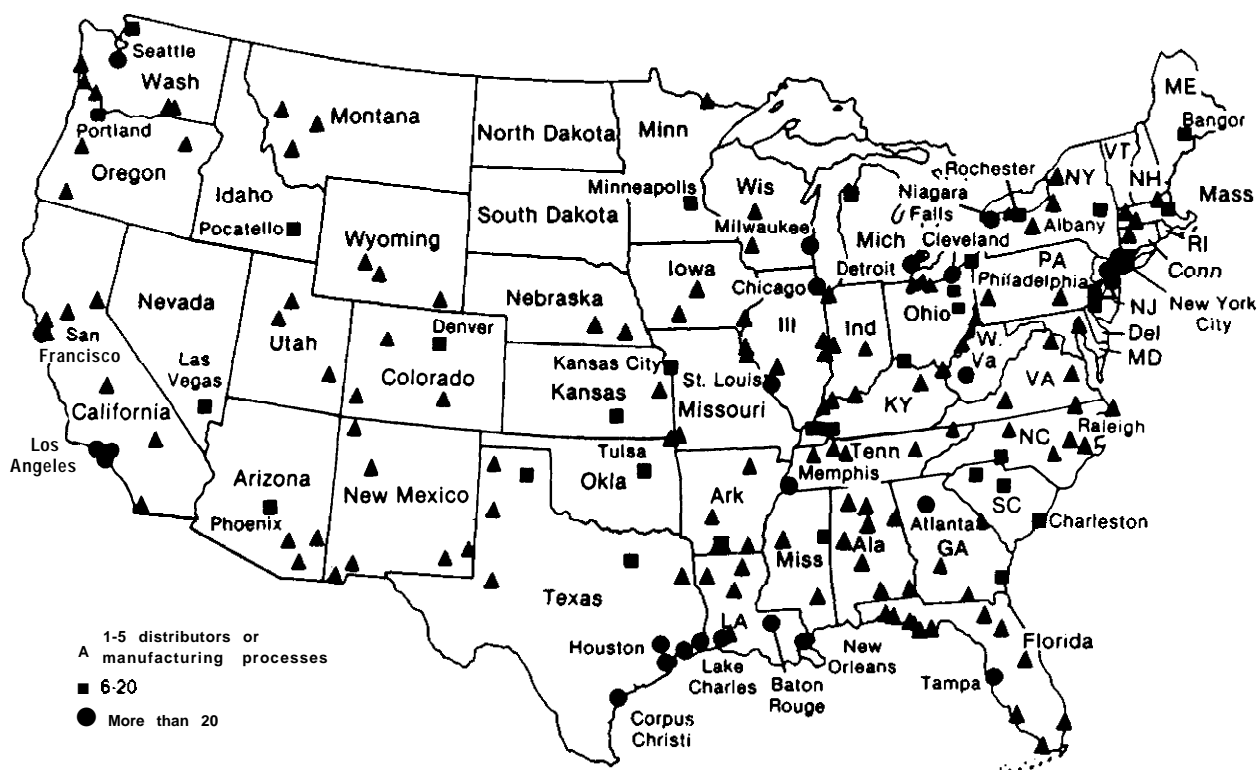 Seattle
Wash
Portland
Oregon
Montana
Idaho
Pocatello
Wyoming
North Dakota
South Dakota
Minn
Minneapolis
Wis
Milwaukee
Mich
Detroit
Rochester
Niagara
Falls
Cleveland
NY
Albany
VT
NH
ME
Bangor
Mass
RI
Conn
New York
City
NJ
Del
MD
PA
Philadelphia
Nevada
Las
Vegas
Utah
San
Francisco
California
Los
Angeles
Nebraska
Iowa
Chicago
Ill
Ind
Ohio
W.
Va
VA
Denver
Colorado
Kansas City
Kansas
St. Louis
Missouri
KY
Raleigh
NC
Tenn
Memphis
Arizona
Phoenix
New Mexico
Tulsa
Okla
Ark
SC
Charleston
Atlanta
GA
Ala
Miss
LA
Texas
Houston
Corpus
Christi
Lake
Charles
Baton
Rouge
New
Orleans
Florida
Tampa
1-5 distributors or
A manufacturing processes
6-20
More than 20